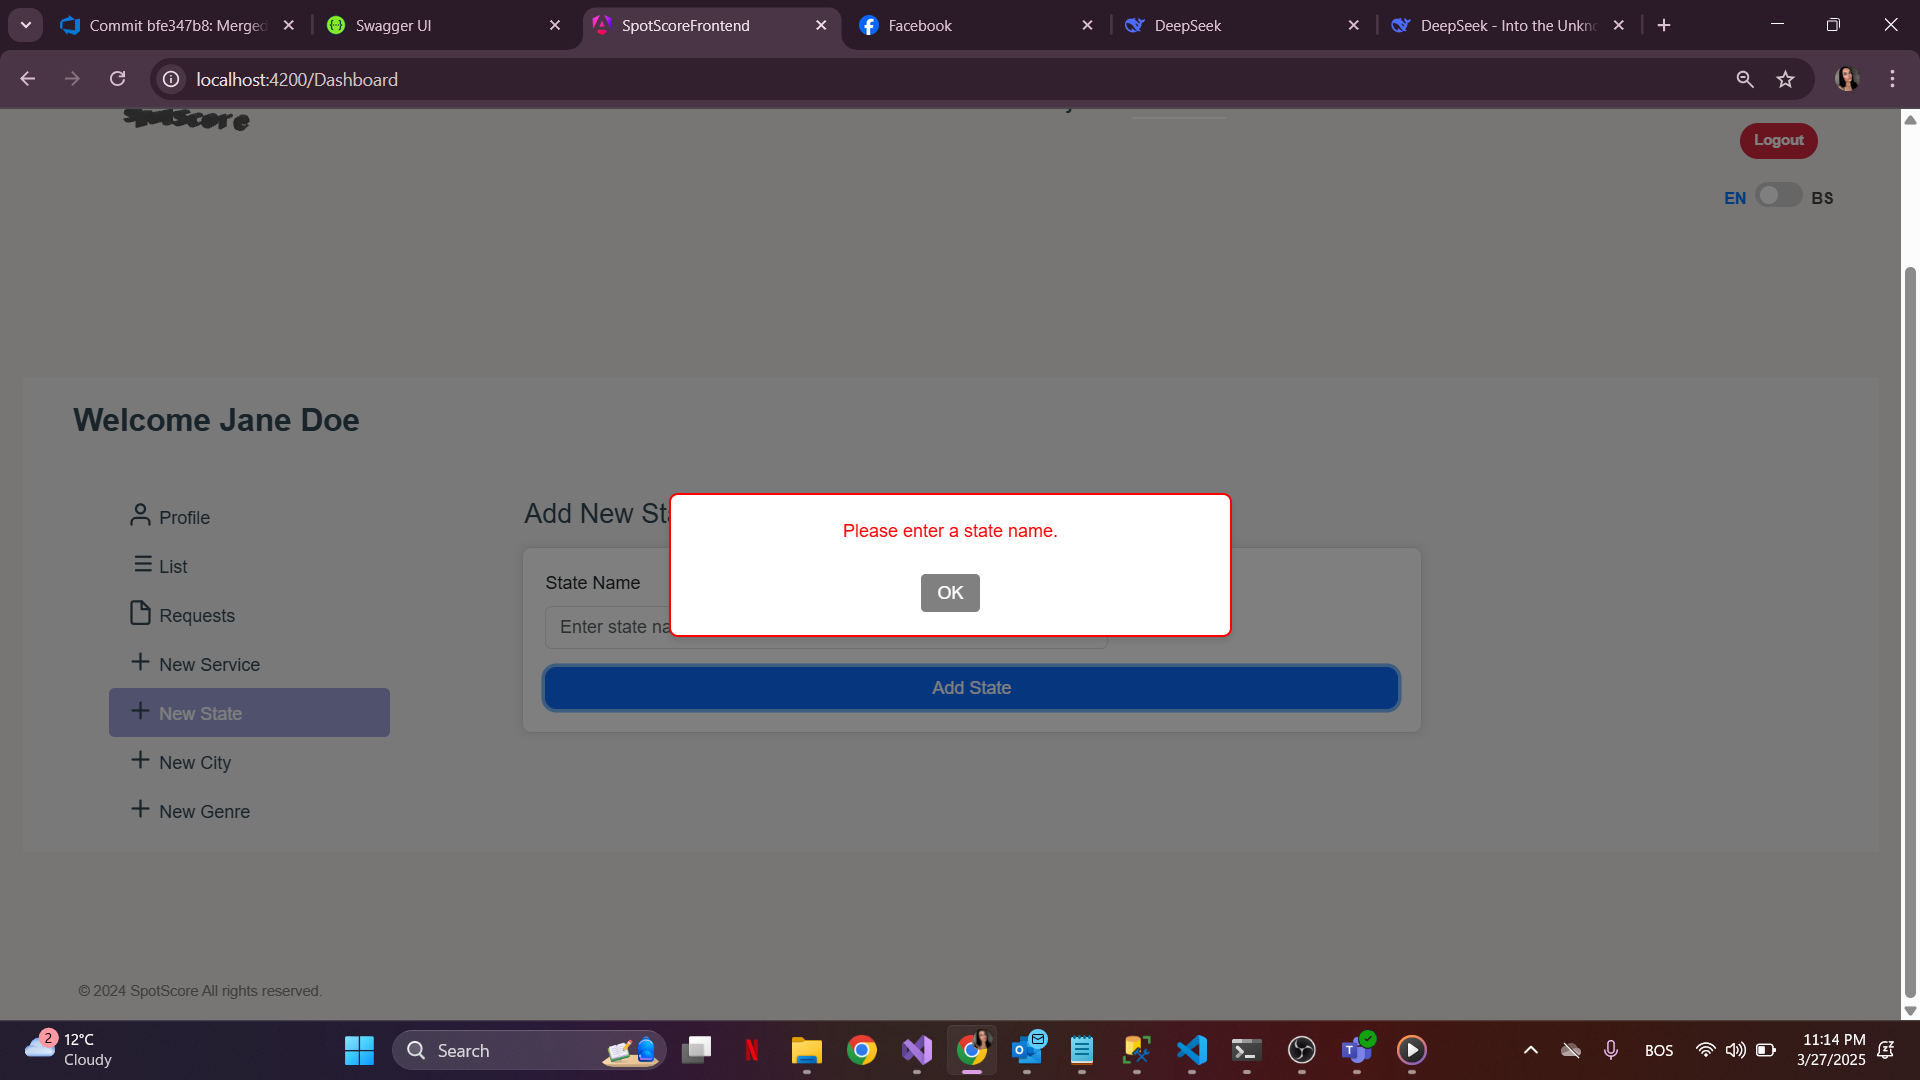 Commit bfe347b8: Merged
Swagger UI
SpotScoreFrontend
Facebook
DeepSeek
DeepSeek - Into the Unkn
localhost:4200/Dashboard
SpotScore
Logout
EN BS
Welcome Jane Doe
Profile
List
Requests
New Service
New State
New City
New Genre
Add New Sta
State Name
Enter state na
Add State
Please enter a state name.
OK
© 2024 SpotScore All rights reserved.
2
12°C
Cloudy
Search
BOS
11:14 PM
3/27/2025